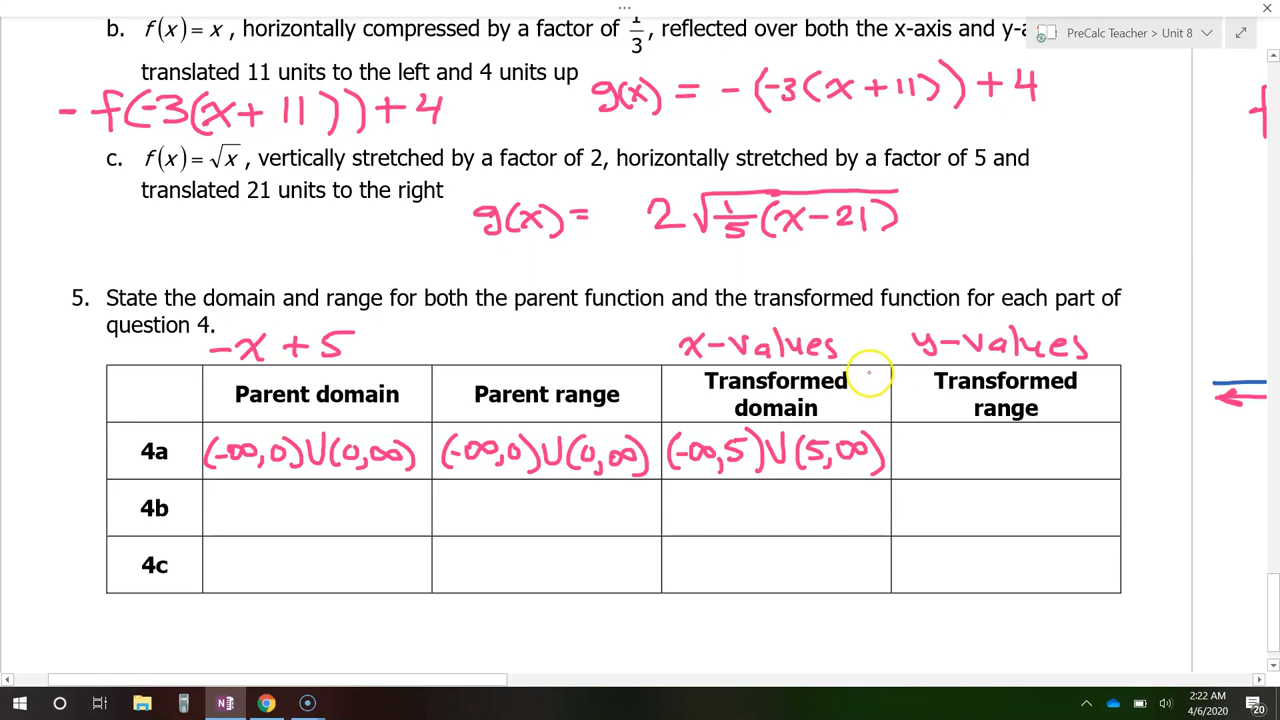 ...
b. f(x) = x, horizontally compressed by a factor of 1/3, reflected over both the x-axis and y-a
PreCalc Teacher » Unit 8
translated 11 units to the left and 4 units up
g(x) = -(-3(x+11))+4
-f(-3(x+11))+4
c. f(x) = √x, vertically stretched by a factor of 2, horizontally stretched by a factor of 5 and
translated 21 units to the right
g(x) = 2√(1/5(x-21))
5. State the domain and range for both the parent function and the transformed function for each part of
question 4.
-x + 5 x-values y-values
Parent domain Parent range Transformed domain Transformed range
4a (-∞,0)∪(0,∞) (-∞,0)∪(0,∞) (-∞,5)∪(5,∞)
4b
4c
2:22 AM
4/6/2020
20